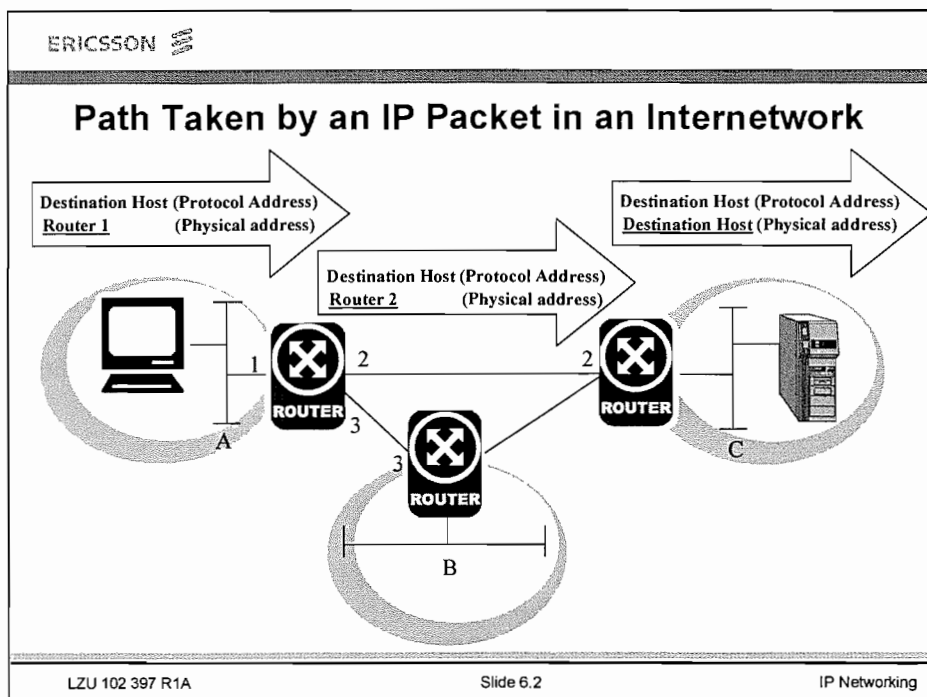 ERICSSON
Path Taken by an IP Packet in an Internetwork
Destination Host (Protocol Address)
Router 1 (Physical address)
Destination Host (Protocol Address)
Router 2 (Physical address)
Destination Host (Protocol Address)
Destination Host (Physical address)
1
ROUTER
2
3
A
2
ROUTER
C
3
ROUTER
B
LZU 102 397 R1A
Slide 6.2
IP Networking